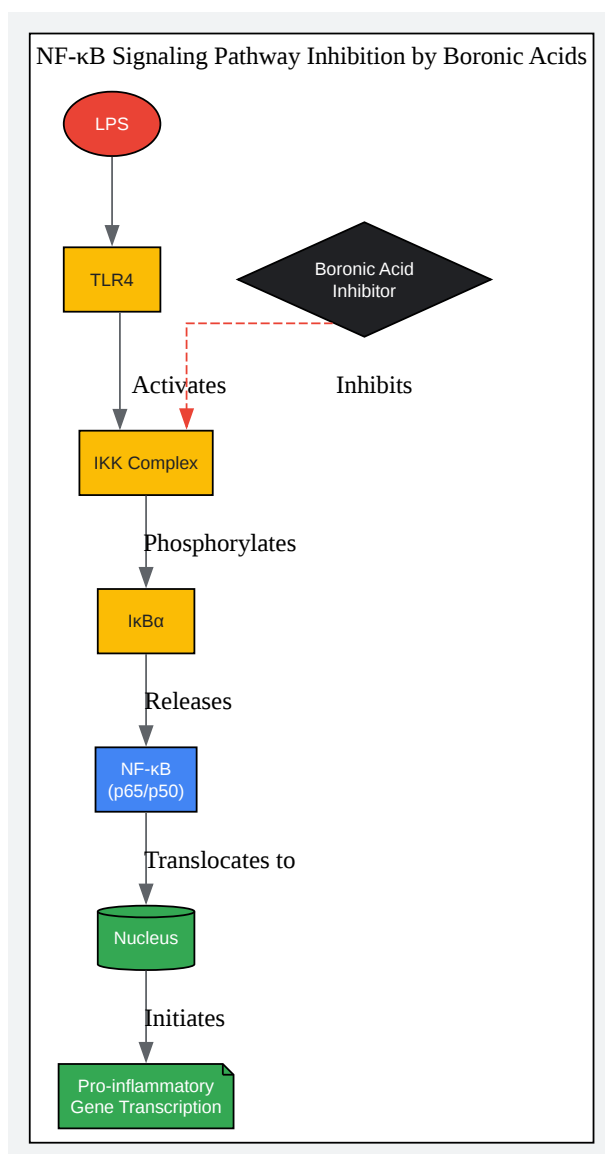 NF-κB Signaling Pathway Inhibition by Boronic Acids
LPS
TLR4
Boronic Acid
Inhibitor
Activates
Inhibits
IKK Complex
Phosphorylates
IκBα
Releases
NF-κB
(p65/p50)
Translocates to
Nucleus
Initiates
Pro-inflammatory
Gene Transcription